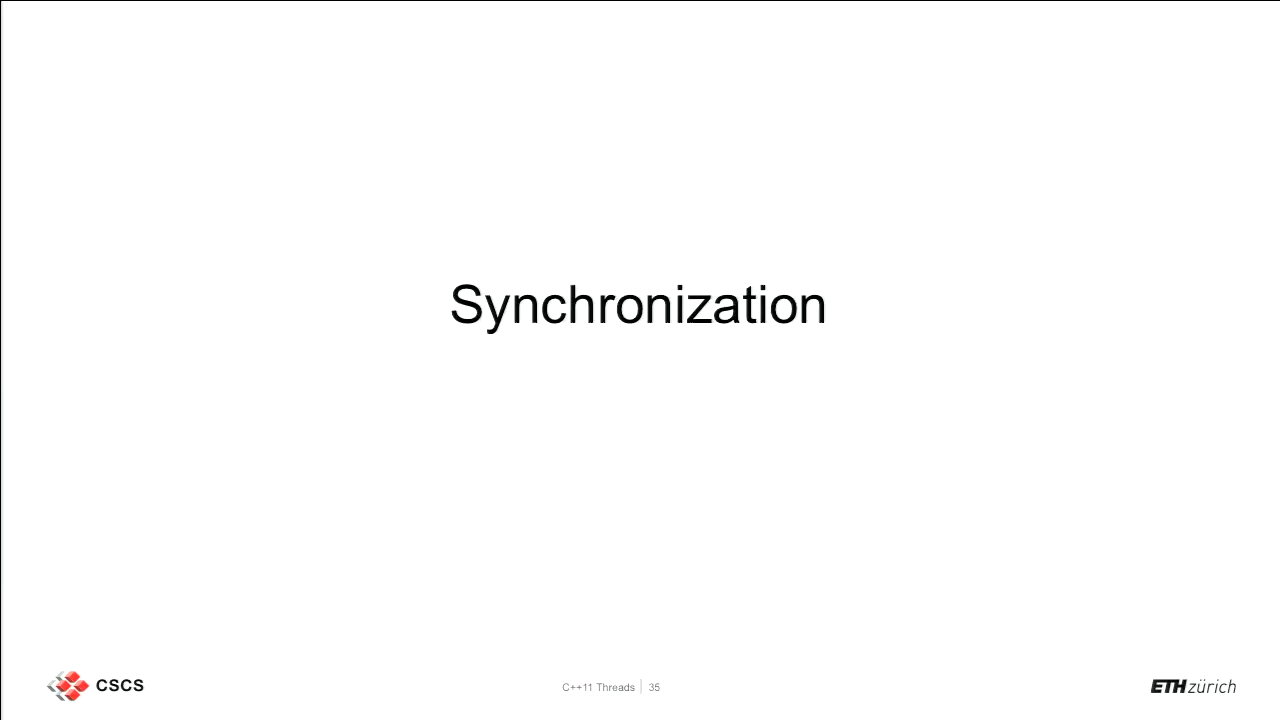 Synchronization
CSCS
C++11 Threads | 35
ETH zürich